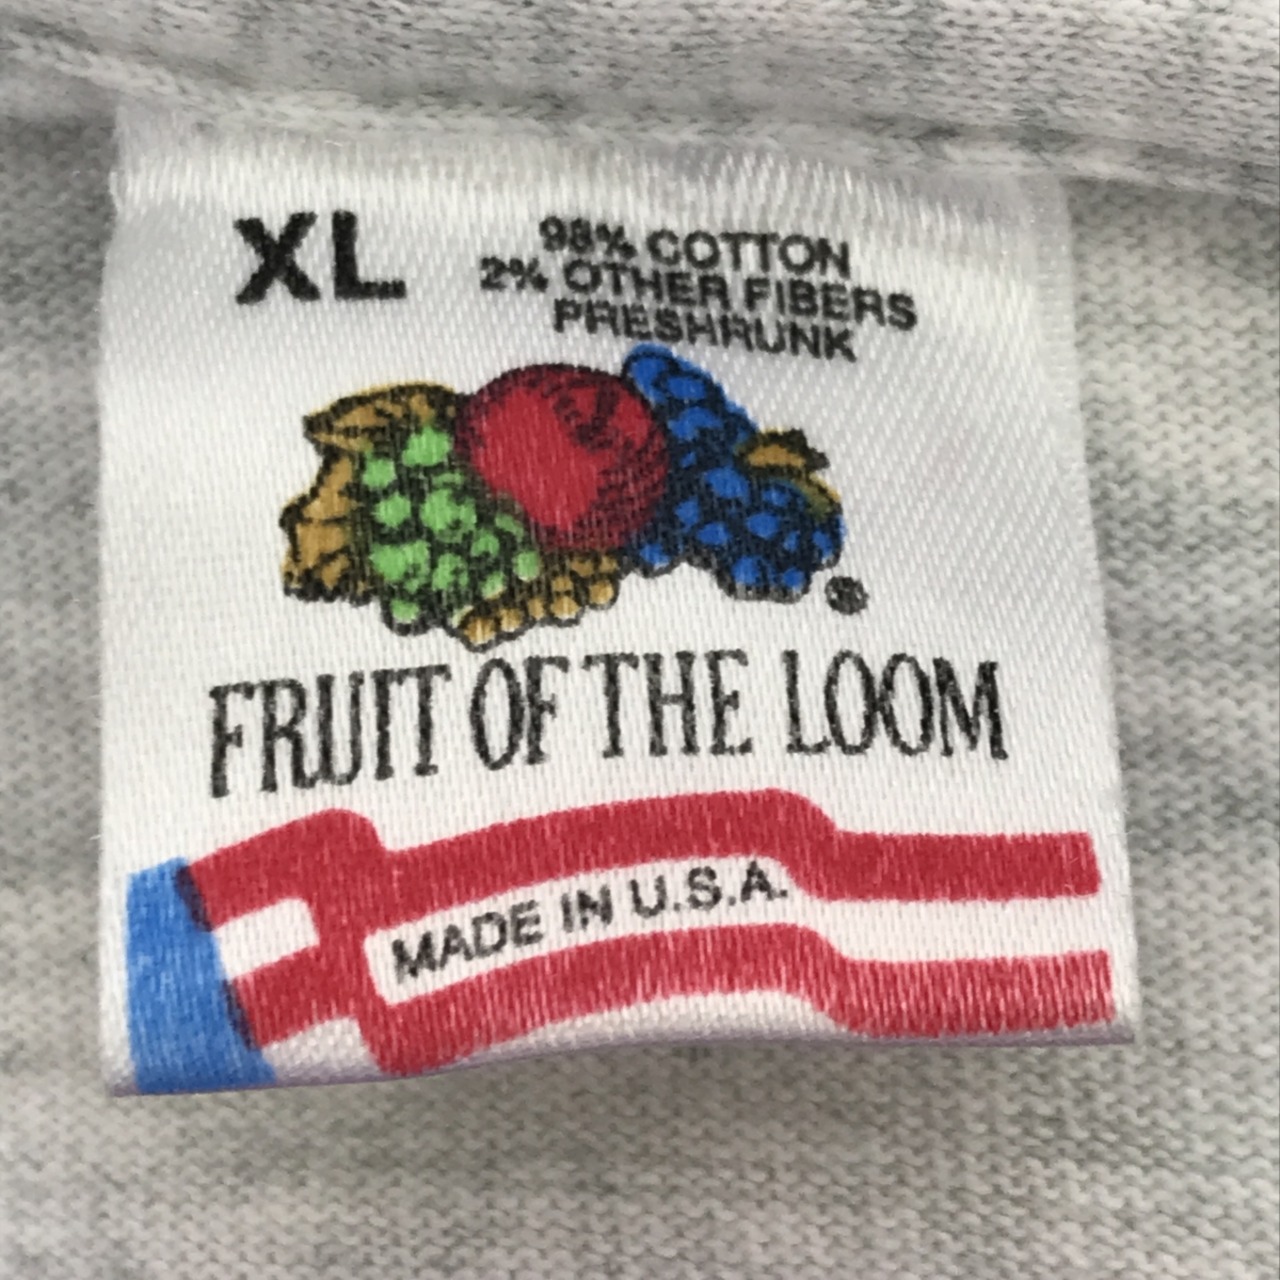 XL
98% COTTON
2% OTHER FIBERS
PRESHRUNK
®
FRUIT OF THE LOOM
MADE IN U.S.A.